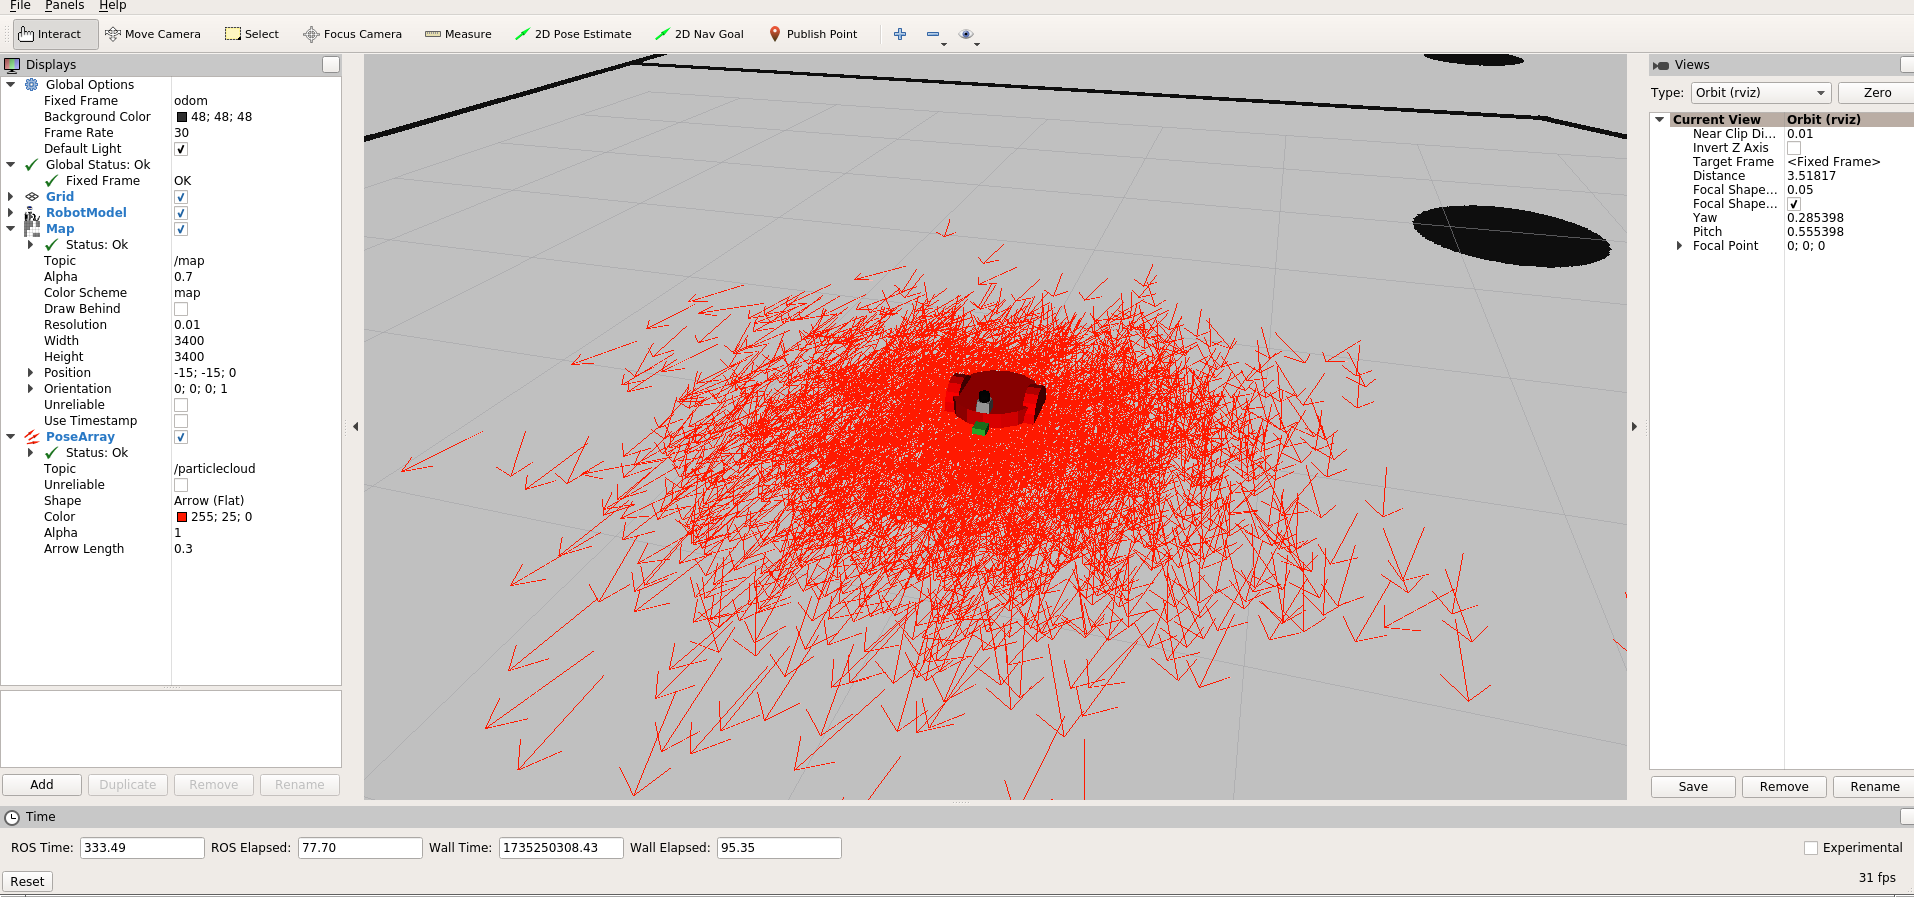 File Panels Help
Interact Move Camera Select Focus Camera Measure 2D Pose Estimate 2D Nav Goal Publish Point
Displays
Global Options
Fixed Frame odom
Background Color 48; 48; 48
Frame Rate 30
Default Light
Global Status: Ok
Fixed Frame OK
Grid
RobotModel
Map
Status: Ok
Topic /map
Alpha 0.7
Color Scheme map
Draw Behind
Resolution 0.01
Width 3400
Height 3400
Position -15; -15; 0
Orientation 0; 0; 0; 1
Unreliable
Use Timestamp
PoseArray
Status: Ok
Topic /particlecloud
Unreliable
Shape Arrow (Flat)
Color 255; 25; 0
Alpha 1
Arrow Length 0.3
Add Duplicate Remove Rename
Views
Type: Orbit (rviz) Zero
Current View Orbit (rviz)
Near Clip Di... 0.01
Invert Z Axis
Target Frame <Fixed Frame>
Distance 3.51817
Focal Shape... 0.05
Focal Shape...
Yaw 0.285398
Pitch 0.555398
Focal Point 0; 0; 0
Save Remove Rename
Time
ROS Time: 333.49 ROS Elapsed: 77.70 Wall Time: 1735250308.43 Wall Elapsed: 95.35 Experimental
Reset 31 fps